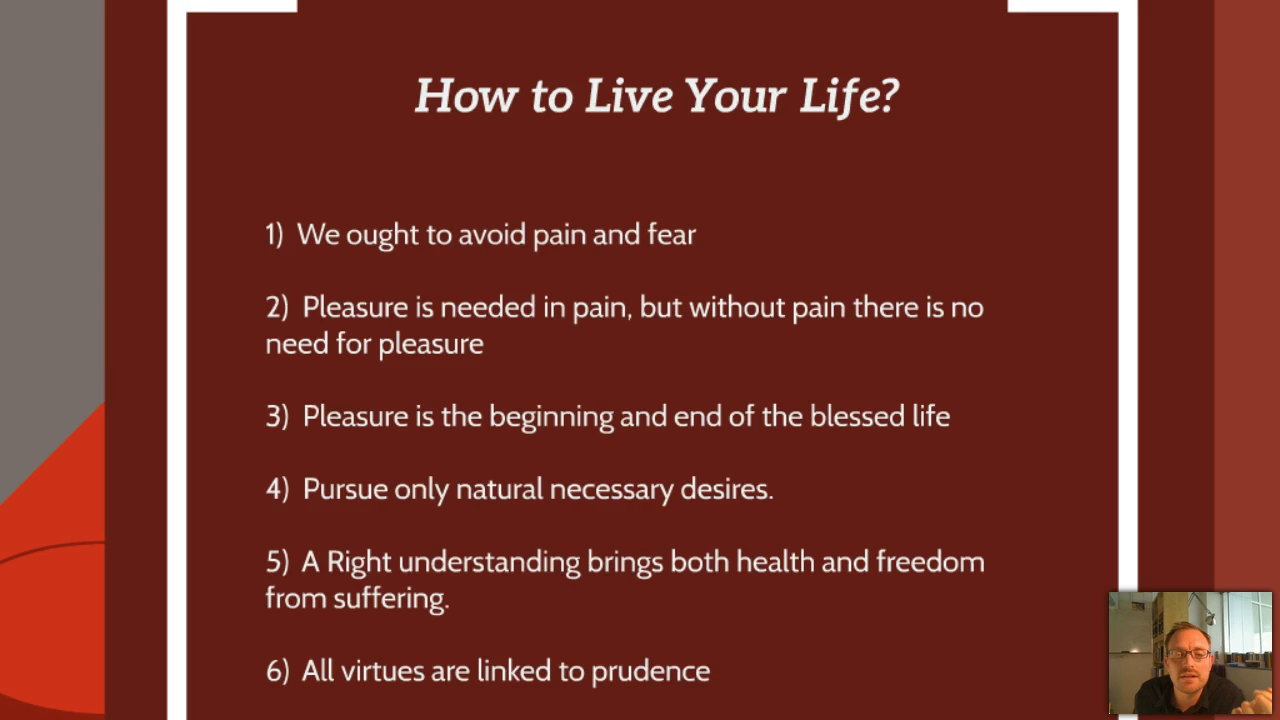 How to Live Your Life?
1) We ought to avoid pain and fear
2) Pleasure is needed in pain, but without pain there is no
need for pleasure
3) Pleasure is the beginning and end of the blessed life
4) Pursue only natural necessary desires.
5) A Right understanding brings both health and freedom
from suffering.
6) All virtues are linked to prudence